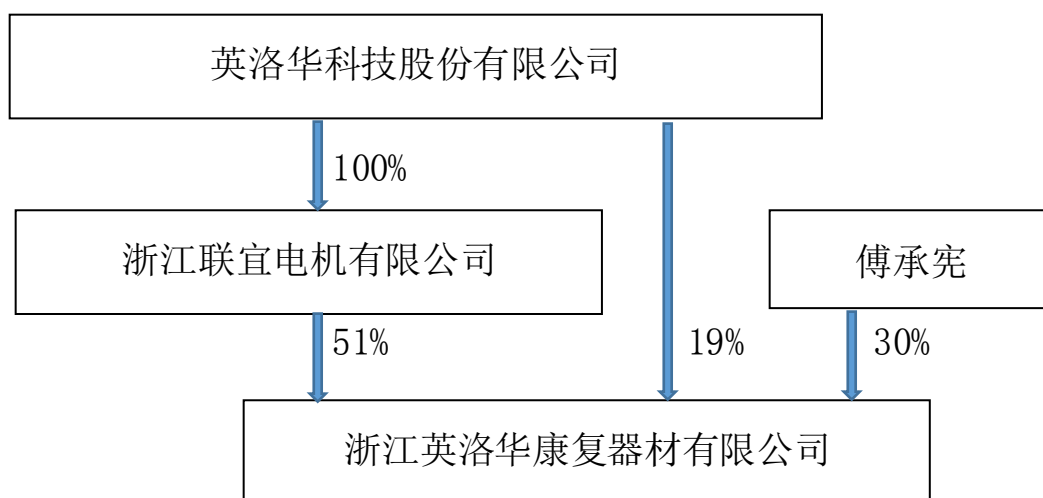 英洛华科技股份有限公司
100%
浙江联宜电机有限公司
傅承宪
51%
19%
30%
浙江英洛华康复器材有限公司